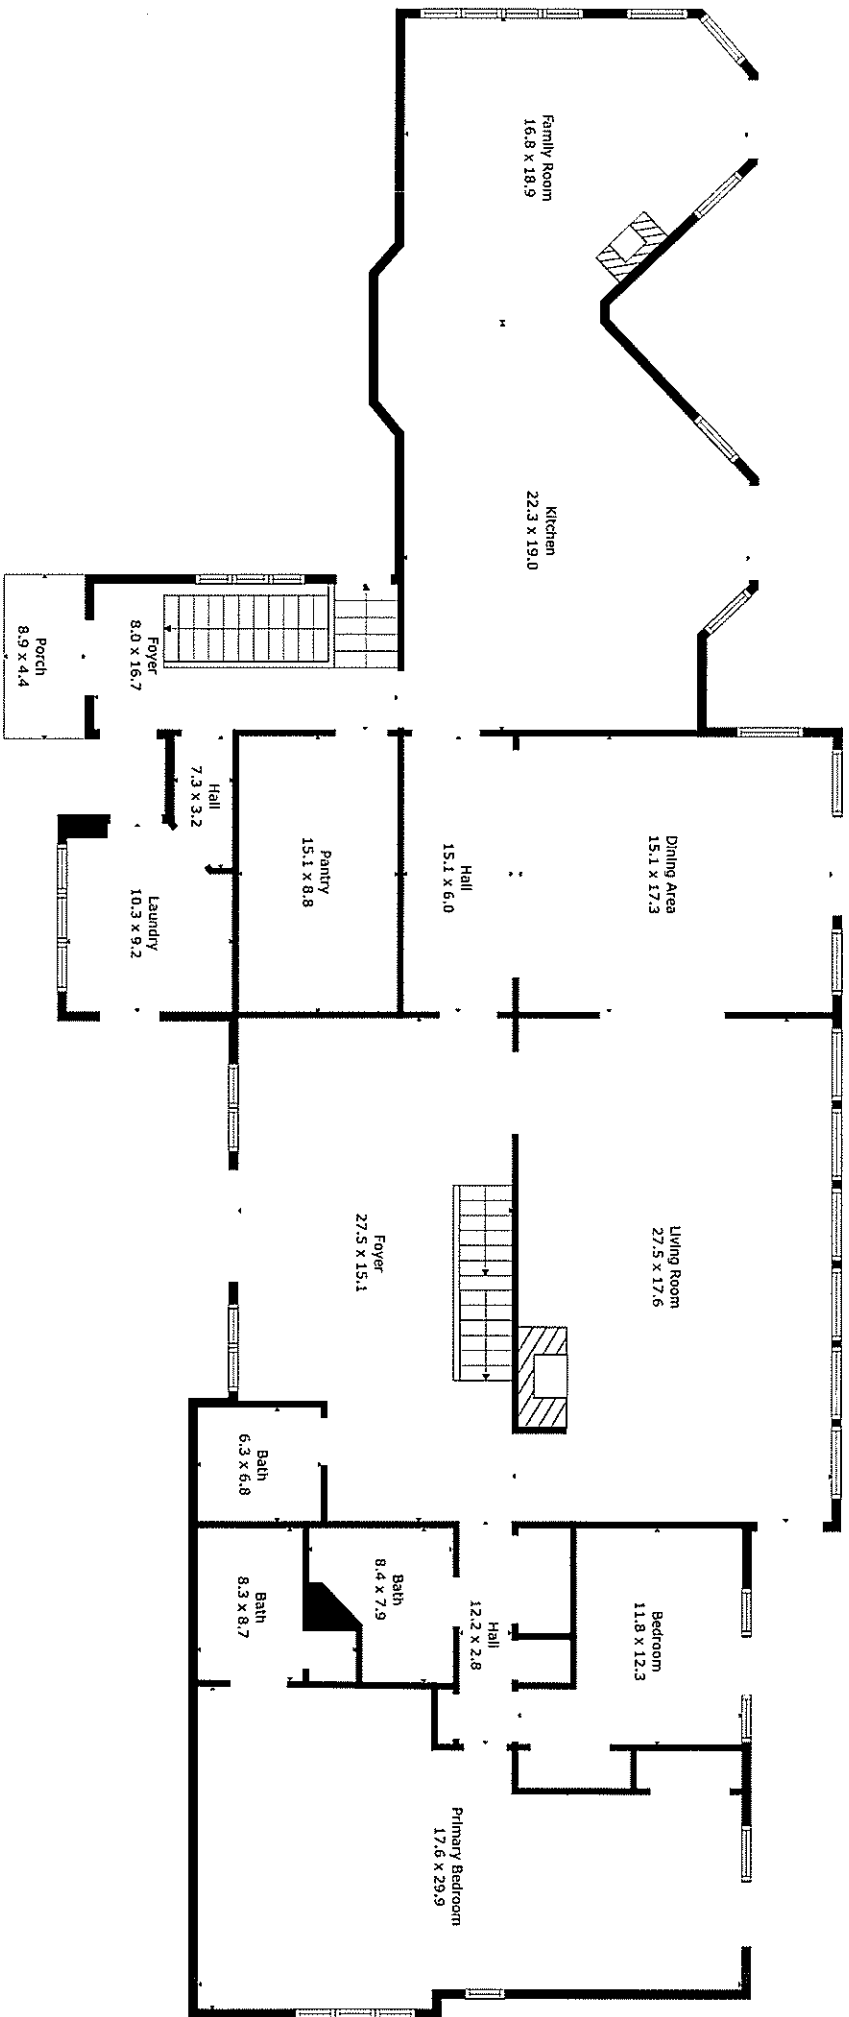 Family Room
16.8 x 18.9
Kitchen
22.3 x 19.0
Porch
8.9 x 4.4
Foyer
8.0 x 16.7
Hall
7.3 x 3.2
Laundry
10.3 x 9.2
Pantry
15.1 x 8.8
Hall
15.1 x 6.0
Dining Area
15.1 x 17.3
Living Room
27.5 x 17.6
Foyer
27.5 x 15.1
Bath
6.3 x 6.8
Bath
8.3 x 8.7
Bath
8.4 x 7.9
Hall
12.2 x 2.8
Bedroom
11.8 x 12.3
Primary Bedroom
17.6 x 29.9